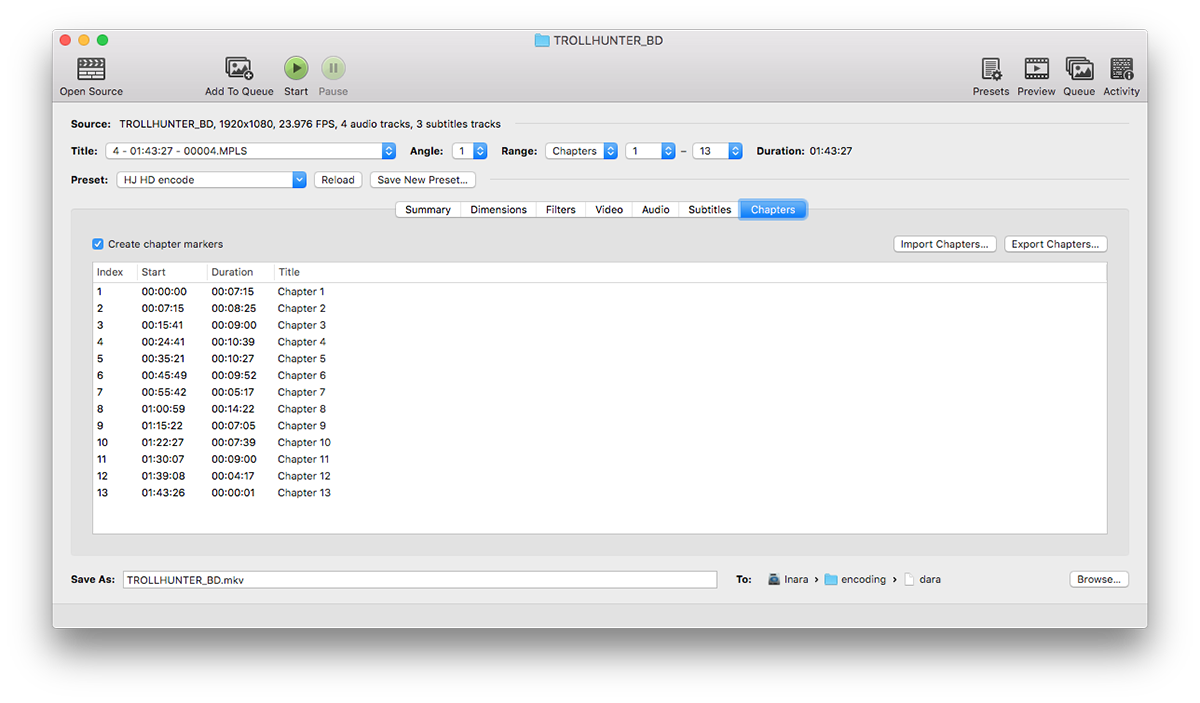 TROLLHUNTER_BD
Open Source Add To Queue Start Pause Presets Preview Queue Activity
Source: TROLLHUNTER_BD, 1920x1080, 23.976 FPS, 4 audio tracks, 3 subtitles tracks
Title: 4 - 01:43:27 - 00004.MPLS Angle: 1 Range: Chapters 1 – 13 Duration: 01:43:27
Preset: HJ HD encode Reload Save New Preset...
Summary Dimensions Filters Video Audio Subtitles Chapters
Create chapter markers Import Chapters... Export Chapters...
Index Start Duration Title
1 00:00:00 00:07:15 Chapter 1
2 00:07:15 00:08:25 Chapter 2
3 00:15:41 00:09:00 Chapter 3
4 00:24:41 00:10:39 Chapter 4
5 00:35:21 00:10:27 Chapter 5
6 00:45:49 00:09:52 Chapter 6
7 00:55:42 00:05:17 Chapter 7
8 01:00:59 00:14:22 Chapter 8
9 01:15:22 00:07:05 Chapter 9
10 01:22:27 00:07:39 Chapter 10
11 01:30:07 00:09:00 Chapter 11
12 01:39:08 00:04:17 Chapter 12
13 01:43:26 00:00:01 Chapter 13
Save As: TROLLHUNTER_BD.mkv To: Inara › encoding › dara Browse...